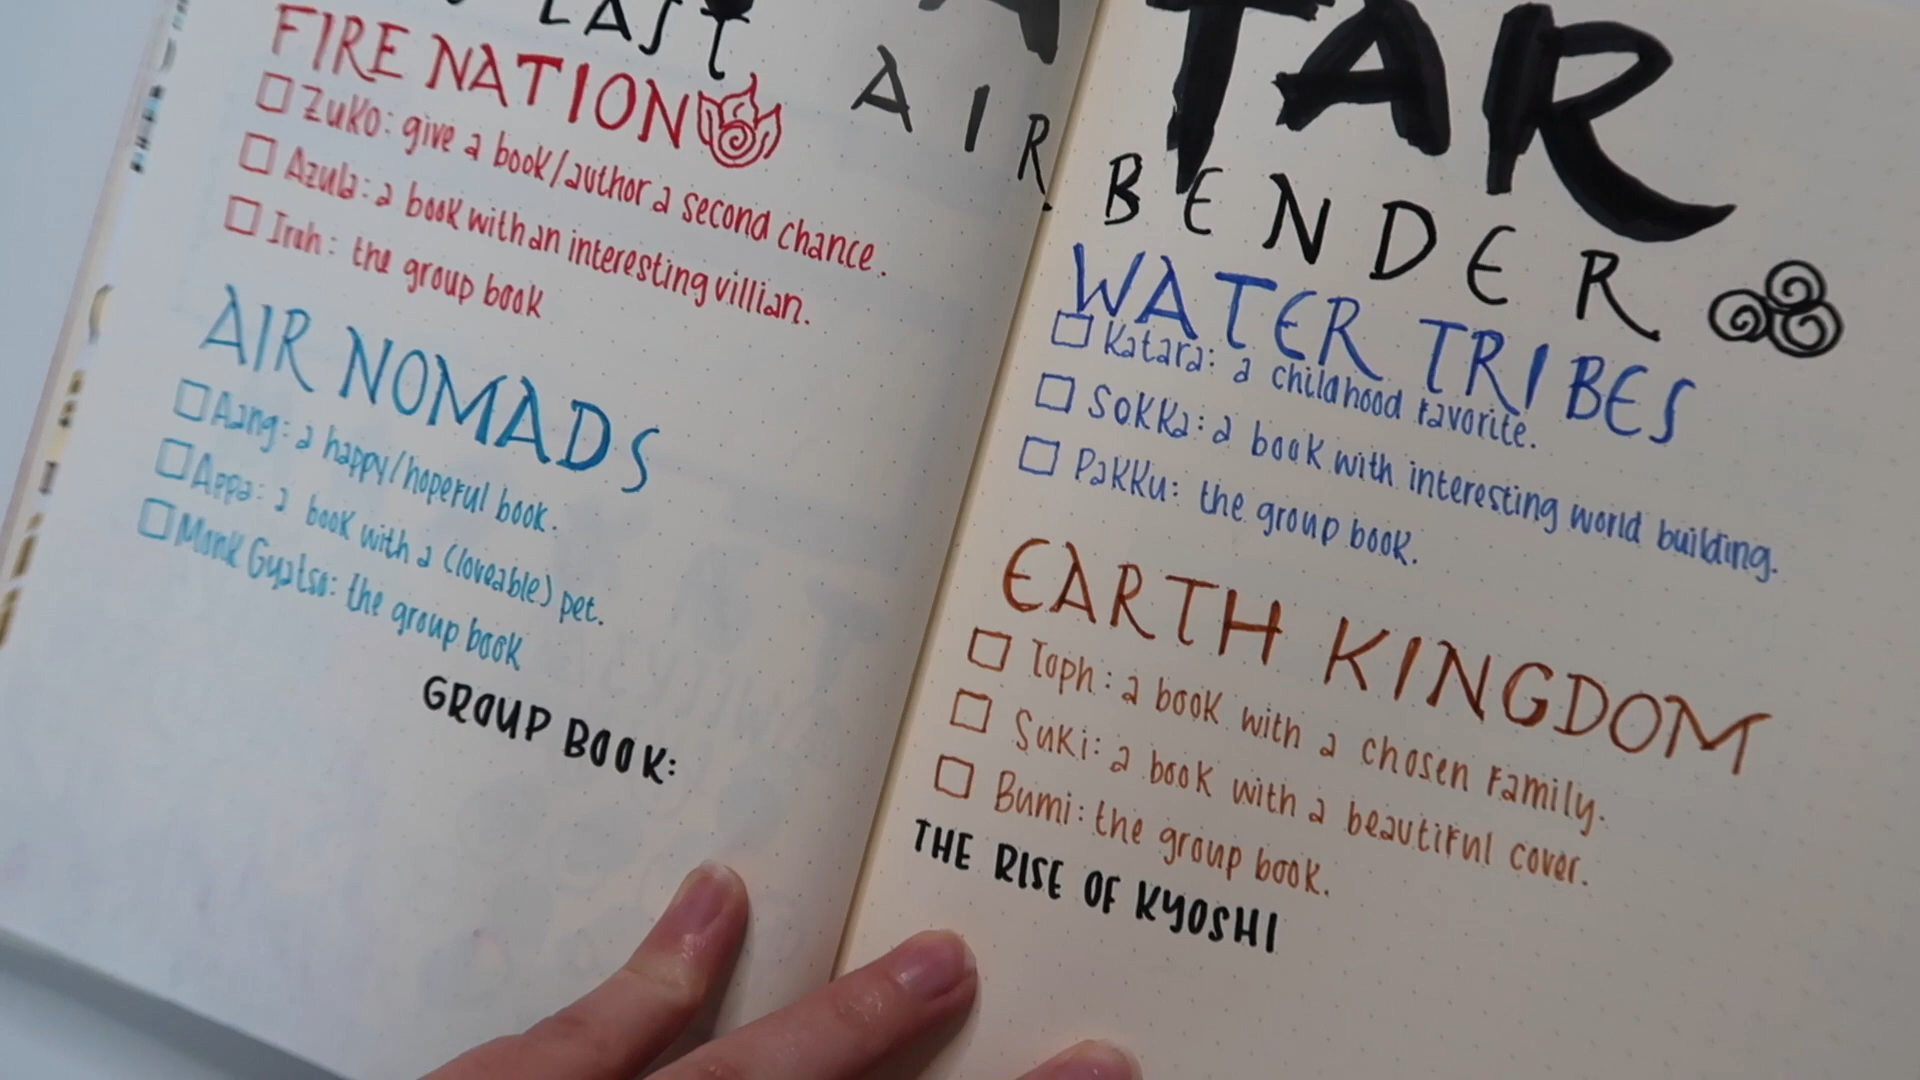 LAST
AIR
FIRE NATION
Zuko: give a book/author a second chance.
Azula: a book with an interesting villian.
Iroh: the group book
AIR NOMADS
Aang: a happy/hopeful book.
Appa: a book with a (loveable) pet.
Monk Gyatso: the group book
GROUP BOOK:
TAR
BENDER
WATER TRIBES
Katara: a childhood favorite.
Sokka: a book with interesting world building.
Pakku: the group book.
EARTH KINGDOM
Toph: a book with a chosen family.
Suki: a book with a beautiful cover.
Bumi: the group book.
THE RISE OF KYOSHI